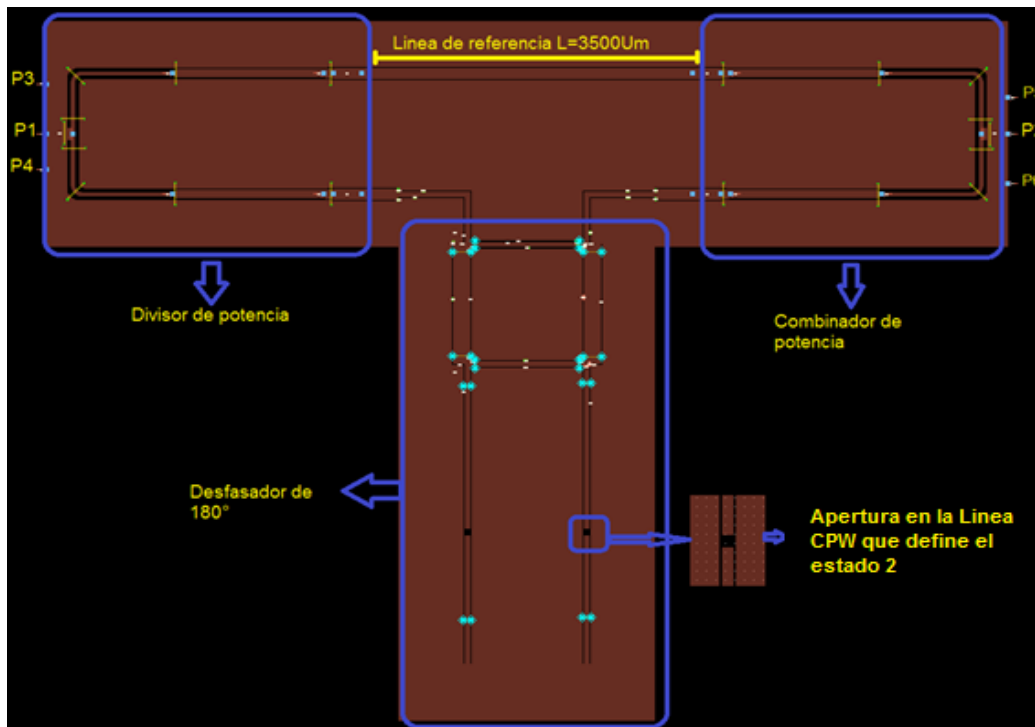 Linea de referencia L=3500Um
P3
P1
P4
Divisor de potencia
Combinador de
potencia
Desfasador de
180°
Apertura en la Linea
CPW que define el
estado 2